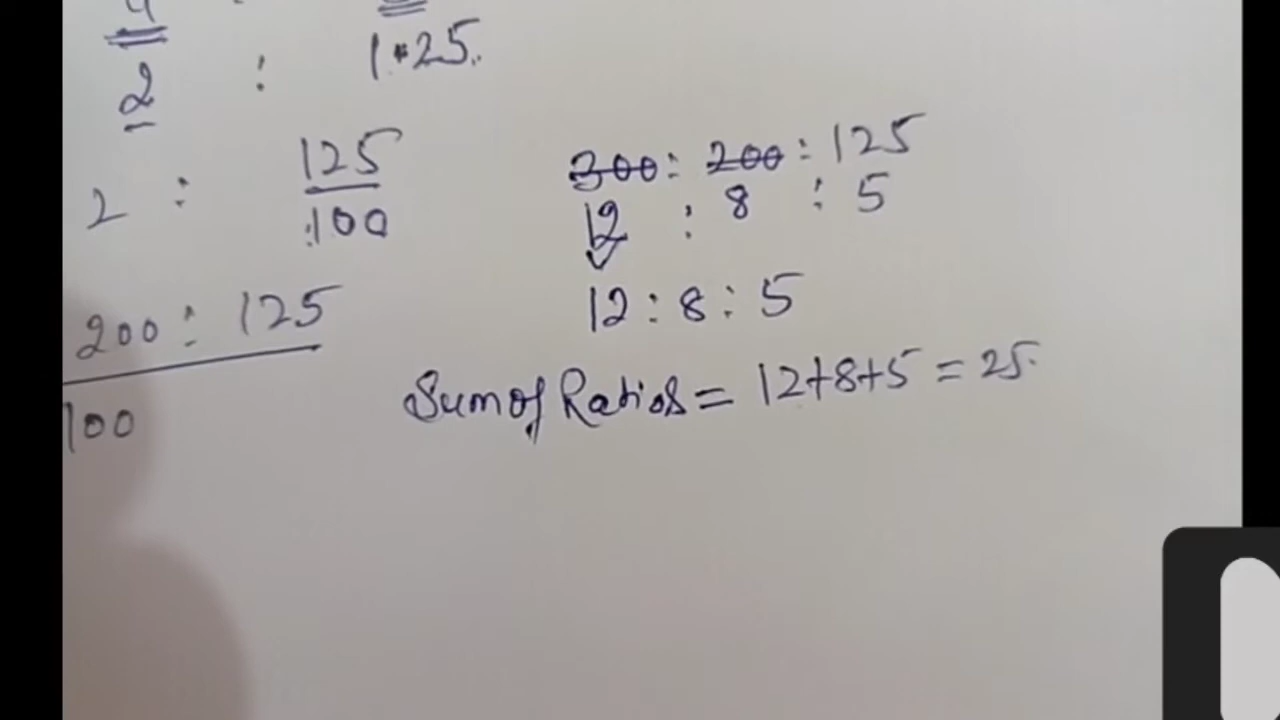 4 :
2 : 1.25.
2 : 125
100
200 : 125
100
300 : 200 : 125
12 : 8 : 5
12 : 8 : 5
Sum of Ratios = 12+8+5 = 25.